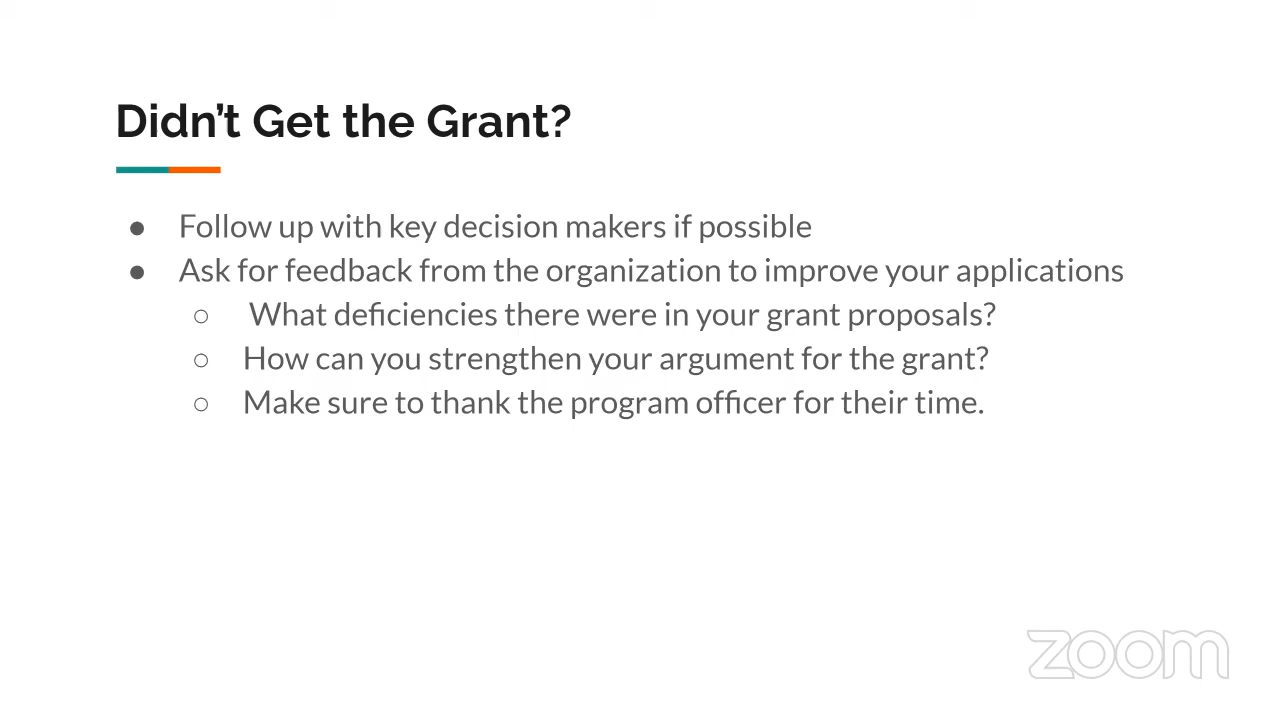 Didn’t Get the Grant?
● Follow up with key decision makers if possible
● Ask for feedback from the organization to improve your applications
○ What deficiencies there were in your grant proposals?
○ How can you strengthen your argument for the grant?
○ Make sure to thank the program officer for their time.
zoom